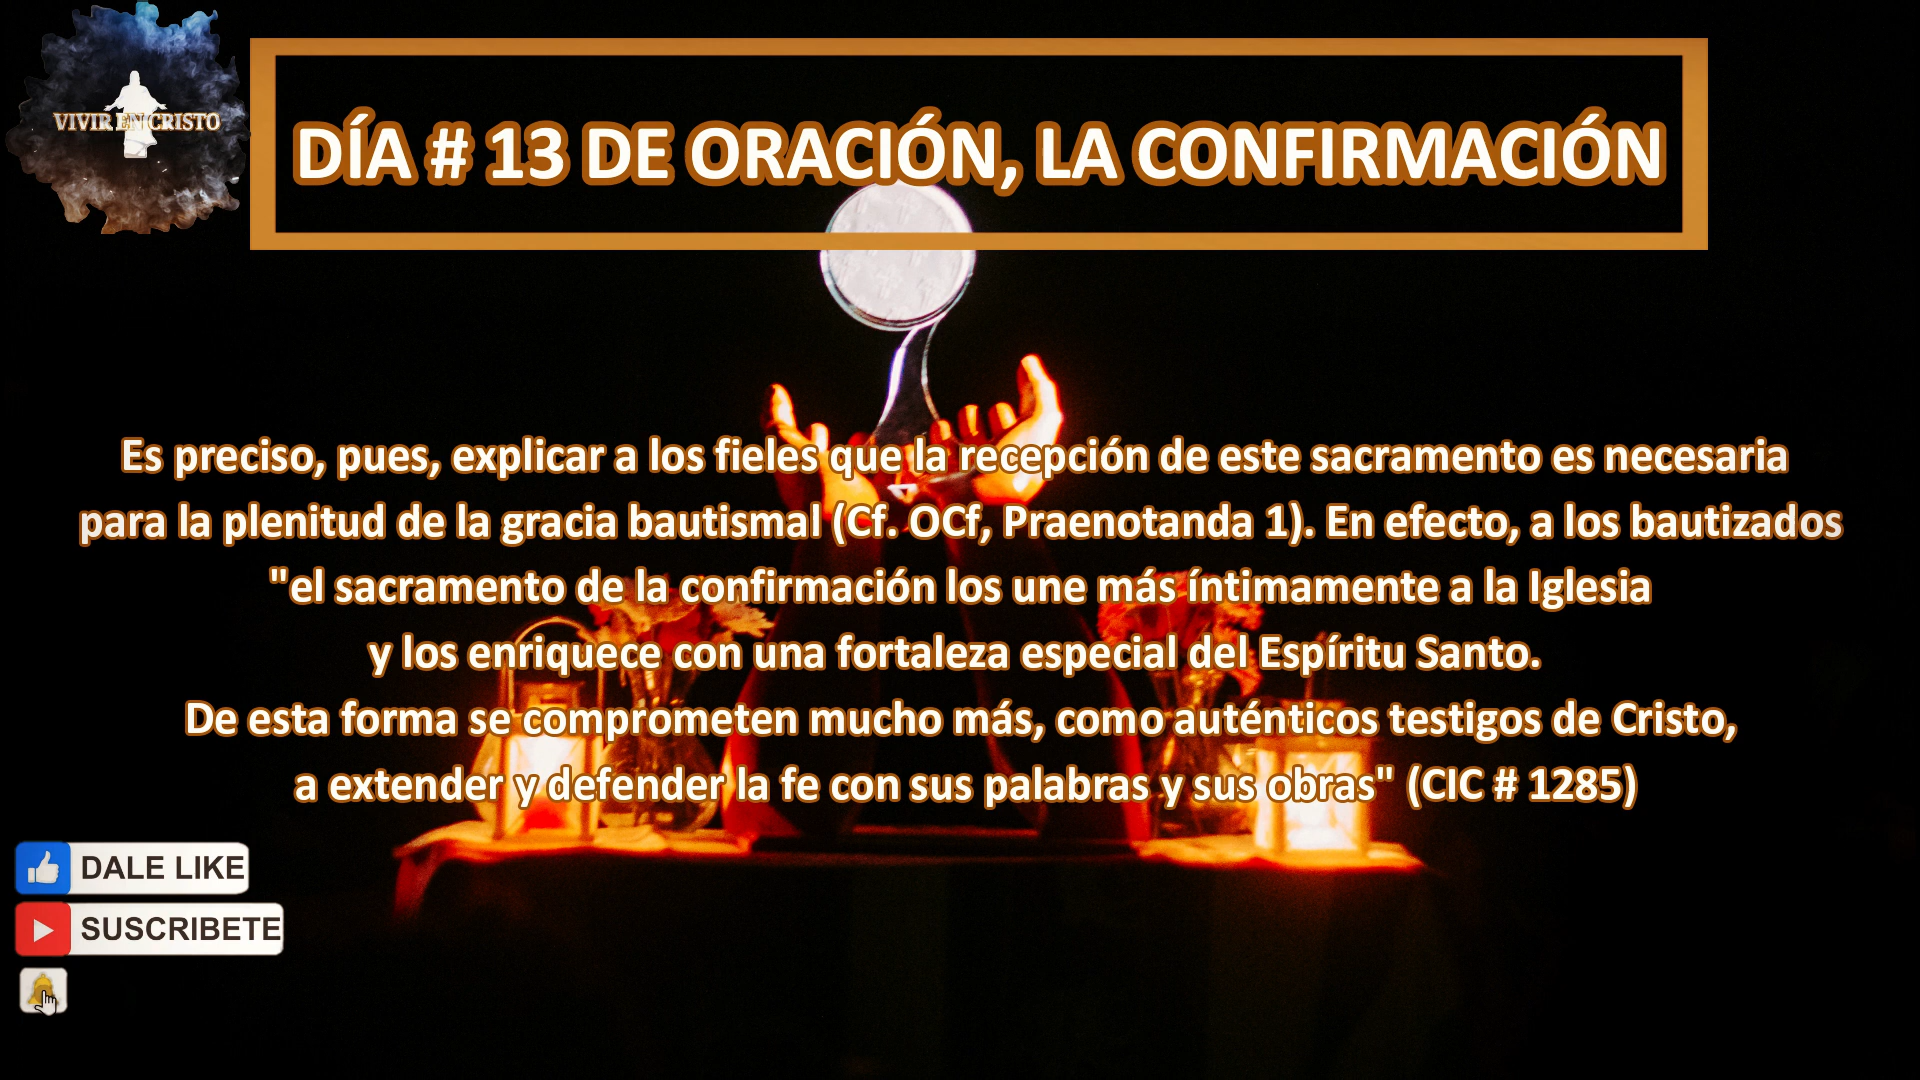 VIVIR EN CRISTO
DÍA # 13 DE ORACIÓN, LA CONFIRMACIÓN
Es preciso, pues, explicar a los fieles que la recepción de este sacramento es necesaria
para la plenitud de la gracia bautismal (Cf. OCf, Praenotanda 1). En efecto, a los bautizados
"el sacramento de la confirmación los une más íntimamente a la Iglesia
y los enriquece con una fortaleza especial del Espíritu Santo.
De esta forma se comprometen mucho más, como auténticos testigos de Cristo,
a extender y defender la fe con sus palabras y sus obras" (CIC # 1285)
DALE LIKE
SUSCRIBETE